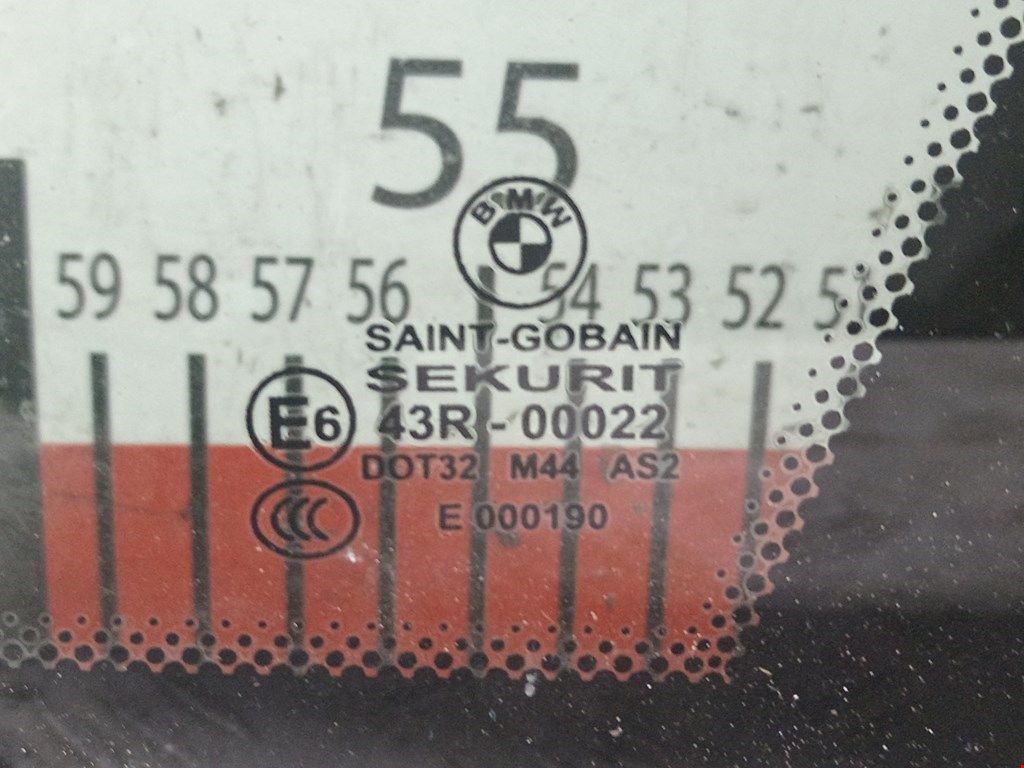 55
BMW
59 58 57 56 54 53 52
SAINT-GOBAIN
SEKURIT
E6 43R-00022
DOT32 M44 AS2
CCC E 000190